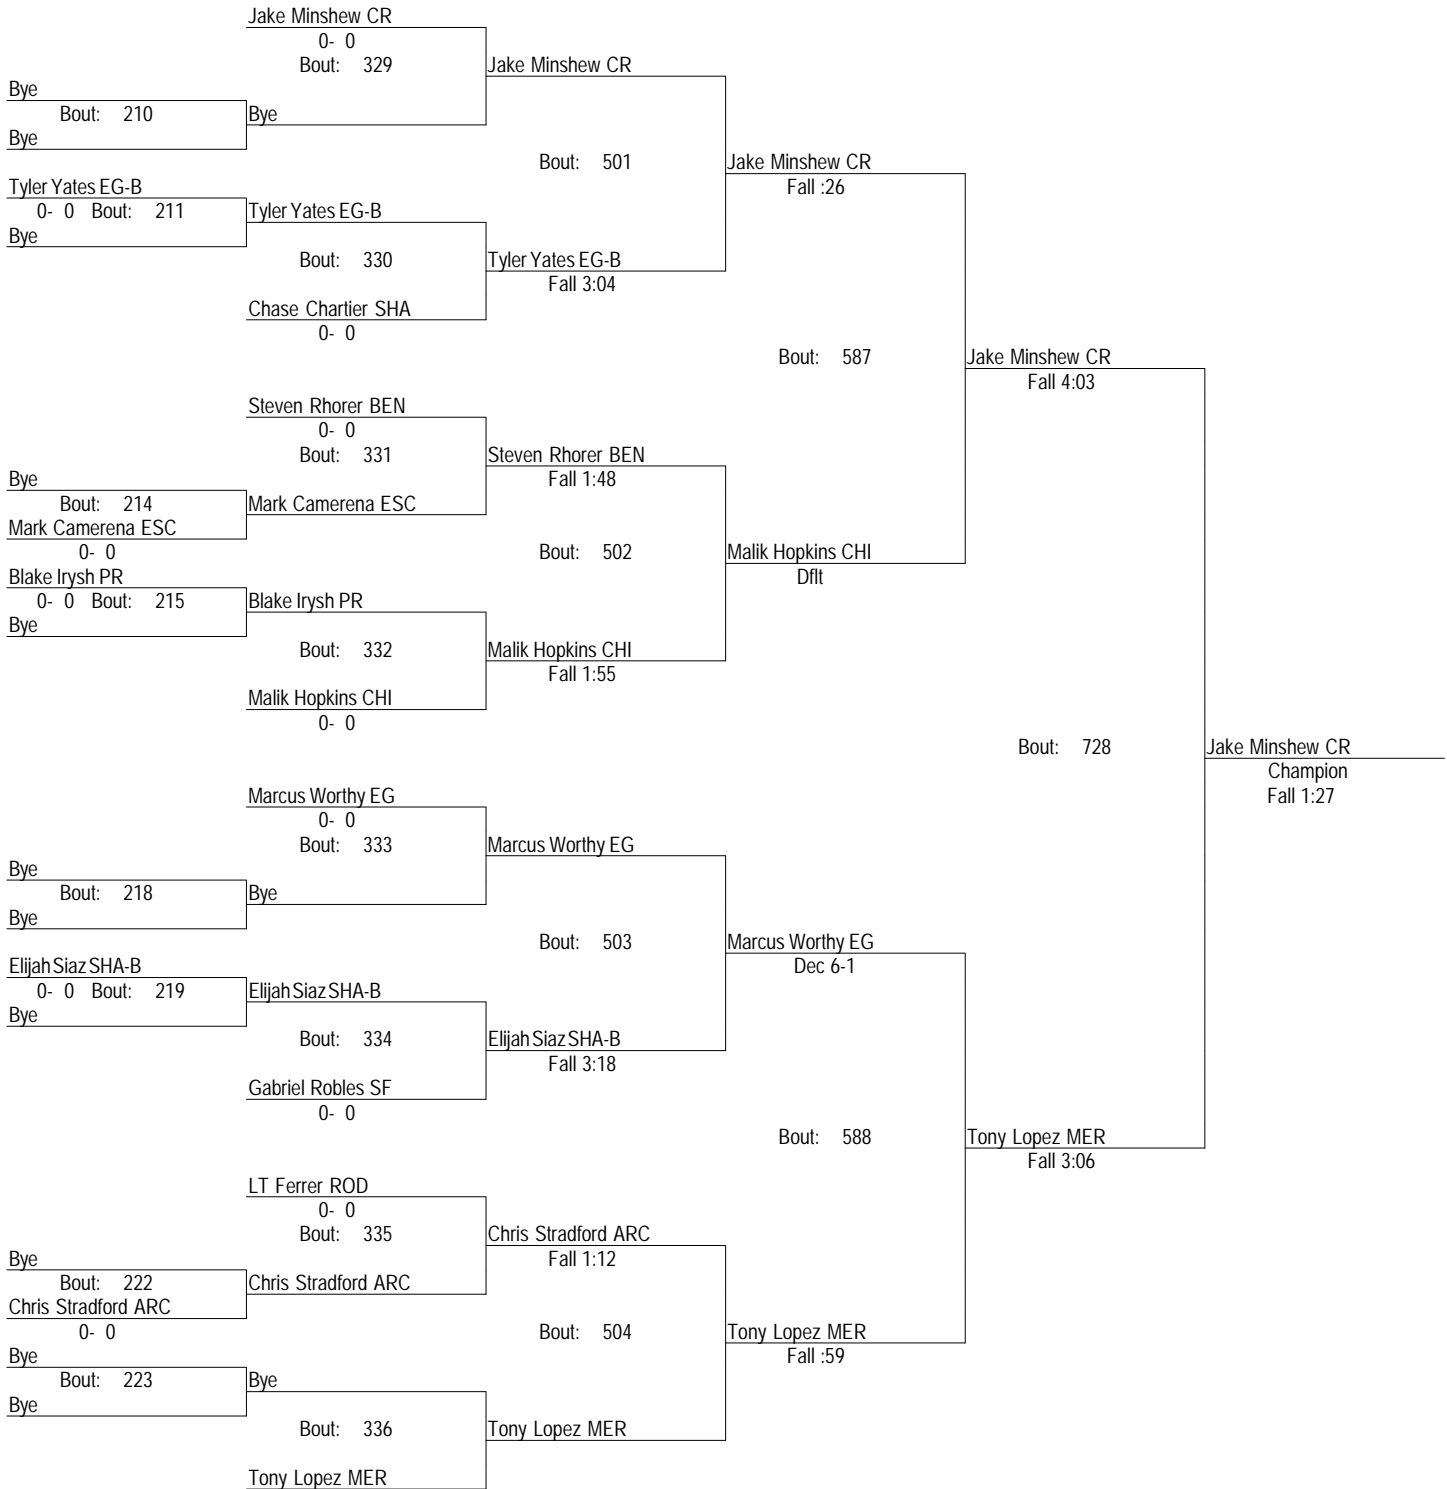 Jake Minshew CR
0- 0
Bout: 329
Jake Minshew CR
Bye
Bout: 210
Bye
Bye
Bout: 501
Jake Minshew CR
Fall :26
Tyler Yates EG-B
0- 0 Bout: 211
Tyler Yates EG-B
Bye
Bout: 330
Tyler Yates EG-B
Fall 3:04
Chase Chartier SHA
0- 0
Bout: 587
Jake Minshew CR
Fall 4:03
Steven Rhorer BEN
0- 0
Bout: 331
Steven Rhorer BEN
Fall 1:48
Bye
Bout: 214
Mark Camerena ESC
Mark Camerena ESC
0- 0
Bout: 502
Malik Hopkins CHI
Dflt
Blake Irysh PR
0- 0 Bout: 215
Blake Irysh PR
Bye
Bout: 332
Malik Hopkins CHI
Fall 1:55
Malik Hopkins CHI
0- 0
Bout: 728
Jake Minshew CR
Champion
Fall 1:27
Marcus Worthy EG
0- 0
Bout: 333
Marcus Worthy EG
Bye
Bout: 218
Bye
Bye
Bout: 503
Marcus Worthy EG
Dec 6-1
Elijah Siaz SHA-B
0- 0 Bout: 219
Elijah Siaz SHA-B
Bye
Bout: 334
Elijah Siaz SHA-B
Fall 3:18
Gabriel Robles SF
0- 0
Bout: 588
Tony Lopez MER
Fall 3:06
LT Ferrer ROD
0- 0
Bout: 335
Chris Stradford ARC
Fall 1:12
Bye
Bout: 222
Chris Stradford ARC
Chris Stradford ARC
0- 0
Bout: 504
Tony Lopez MER
Fall :59
Bye
Bout: 223
Bye
Bye
Bout: 336
Tony Lopez MER
Tony Lopez MER